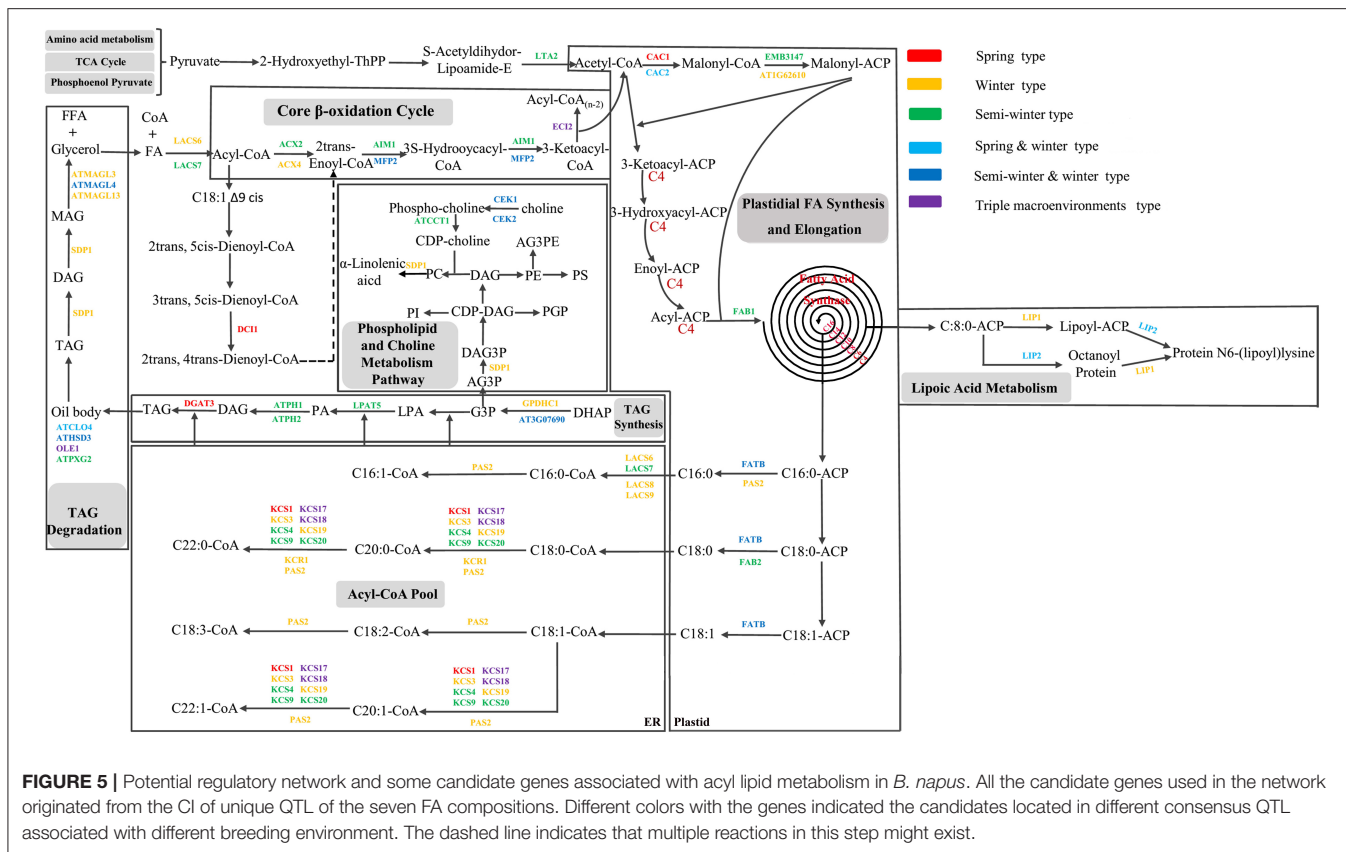 Amino acid metabolism
TCA Cycle
Phosphoenol Pyruvate
Pyruvate
2-Hydroxyethyl-ThPP
S-Acetyldihydor-
Lipoamide-E
LTA2
Acetyl-CoA
CAC1
CAC2
Malonyl-CoA
EMB3147
AT1G62610
Malonyl-ACP
Spring type
Winter type
Semi-winter type
Spring & winter type
Semi-winter & winter type
Triple macroenvironments type
FFA
+
Glycerol
CoA
+
FA
LACS6
LACS7
Core β-oxidation Cycle
Acyl-CoA(n-2)
ECI2
Acyl-CoA
ACX2
ACX4
2trans-
Enoyl-CoA
AIM1
MFP2
3S-Hydrooycacyl-
CoA
AIM1
MFP2
3-Ketoacyl-
CoA
ATMAGL3
ATMAGL4
ATMAGL13
MAG
SDP1
DAG
SDP1
TAG
Oil body
ATCLO4
ATHSD3
OLE1
ATPXG2
TAG
Degradation
C18:1 Δ9 cis
2trans, 5cis-Dienoyl-CoA
3trans, 5cis-Dienoyl-CoA
DCI1
2trans, 4trans-Dienoyl-CoA
Phospho-choline
CEK1
CEK2
choline
ATCCT1
CDP-choline
AG3PE
α-Linolenic
aicd
SDP1
PC
DAG
PE
PS
PI
CDP-DAG
PGP
Phospholipid
and Choline
Metabolism
Pathway
DAG3P
SDP1
AG3P
3-Ketoacyl-ACP
C4
3-Hydroxyacyl-ACP
C4
Enoyl-ACP
C4
Acyl-ACP
C4
FAB1
Plastidial FA Synthesis
and Elongation
Fatty Acid
Synthase
C:8:0-ACP
LIP1
Lipoyl-ACP
LIP2
LIP2
Octanoyl
Protein
LIP1
Protein N6-(lipoyl)lysine
Lipoic Acid Metabolism
TAG
DGAT3
DAG
ATPH1
ATPH2
PA
LPAT5
LPA
G3P
GPDHC1
AT3G07690
DHAP
TAG
Synthesis
C16:1-CoA
PAS2
C16:0-CoA
LACS6
LACS7
LACS8
LACS9
C16:0
FATB
PAS2
C16:0-ACP
KCS1 KCS17
KCS3 KCS18
KCS4 KCS19
KCS9 KCS20
KCS1 KCS17
KCS3 KCS18
KCS4 KCS19
KCS9 KCS20
C22:0-CoA
KCR1
PAS2
C20:0-CoA
KCR1
PAS2
C18:0-CoA
C18:0
FATB
FAB2
C18:0-ACP
Acyl-CoA Pool
C18:3-CoA
PAS2
C18:2-CoA
PAS2
C18:1-CoA
C18:1
FATB
C18:1-ACP
KCS1 KCS17
KCS3 KCS18
KCS4 KCS19
KCS9 KCS20
KCS1 KCS17
KCS3 KCS18
KCS4 KCS19
KCS9 KCS20
C22:1-CoA
PAS2
C20:1-CoA
PAS2
ER
Plastid
FIGURE 5 | Potential regulatory network and some candidate genes associated with acyl lipid metabolism in B. napus. All the candidate genes used in the network
originated from the CI of unique QTL of the seven FA compositions. Different colors with the genes indicated the candidates located in different consensus QTL
associated with different breeding environment. The dashed line indicates that multiple reactions in this step might exist.